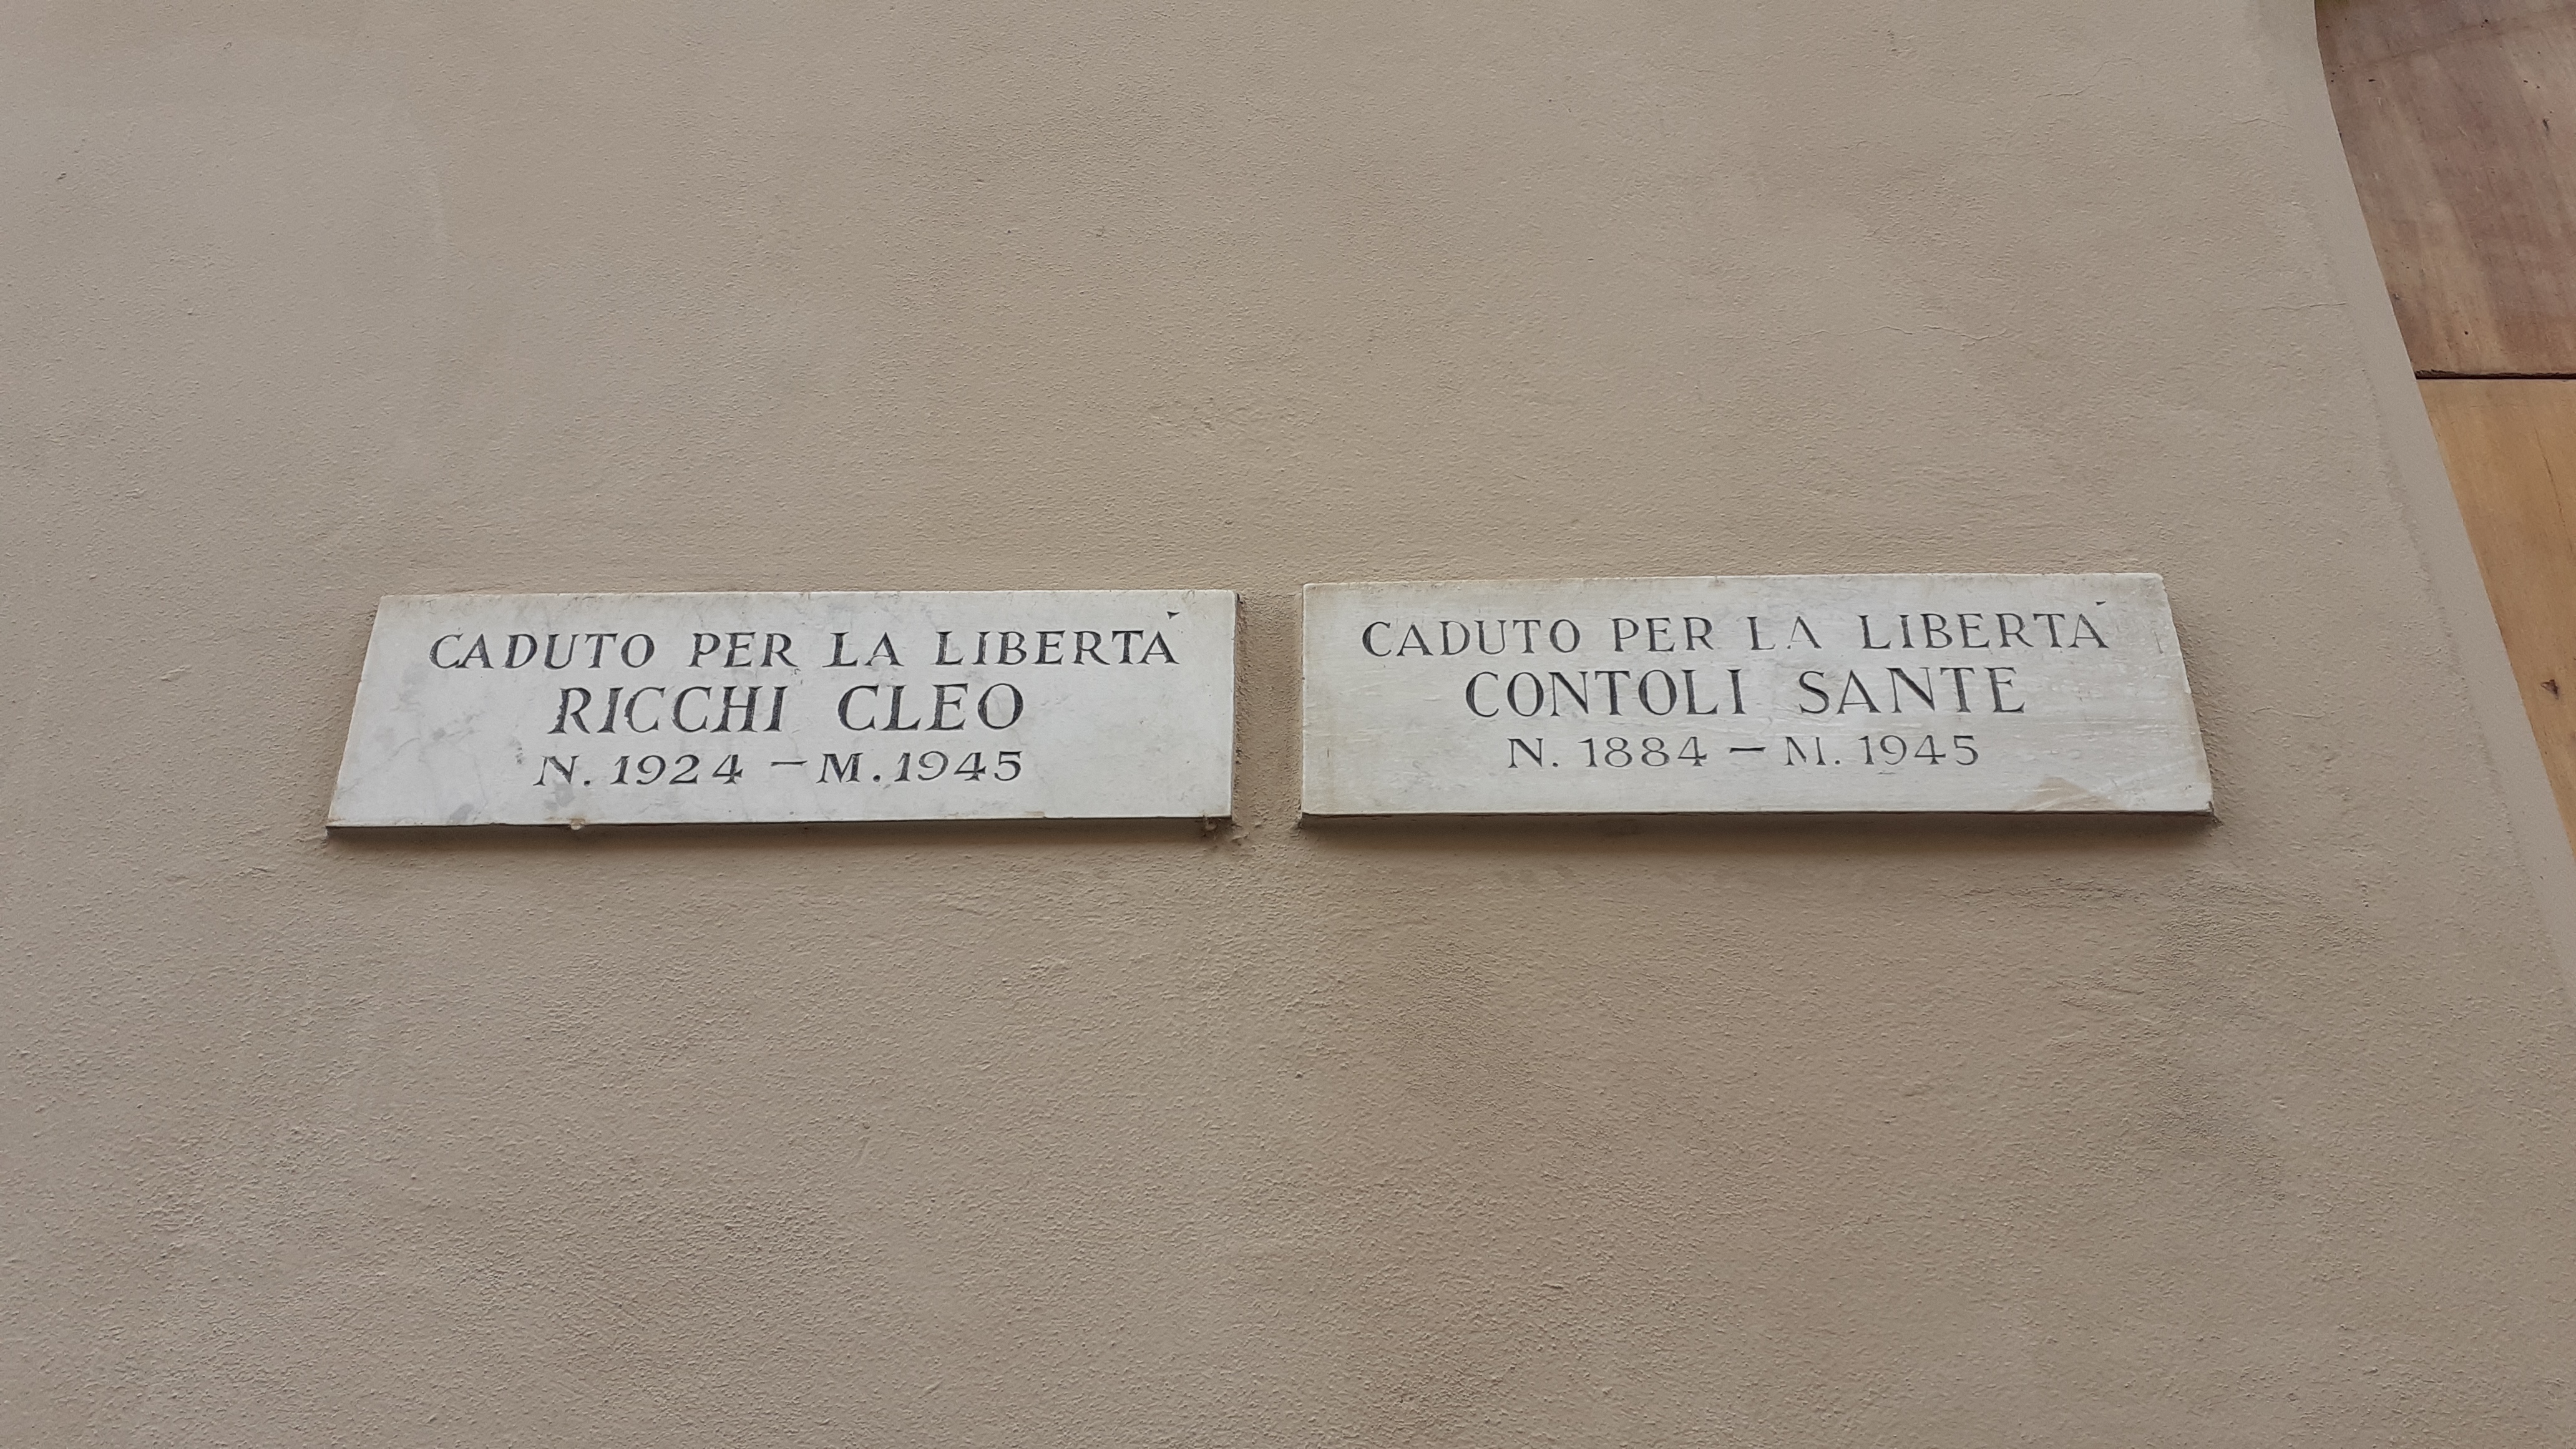 CADUTO PER LA LIBERTÀ
RICCHI CLEO
N. 1924 – M. 1945
CADUTO PER LA LIBERTÀ
CONTOLI SANTE
N. 1884 – M. 1945